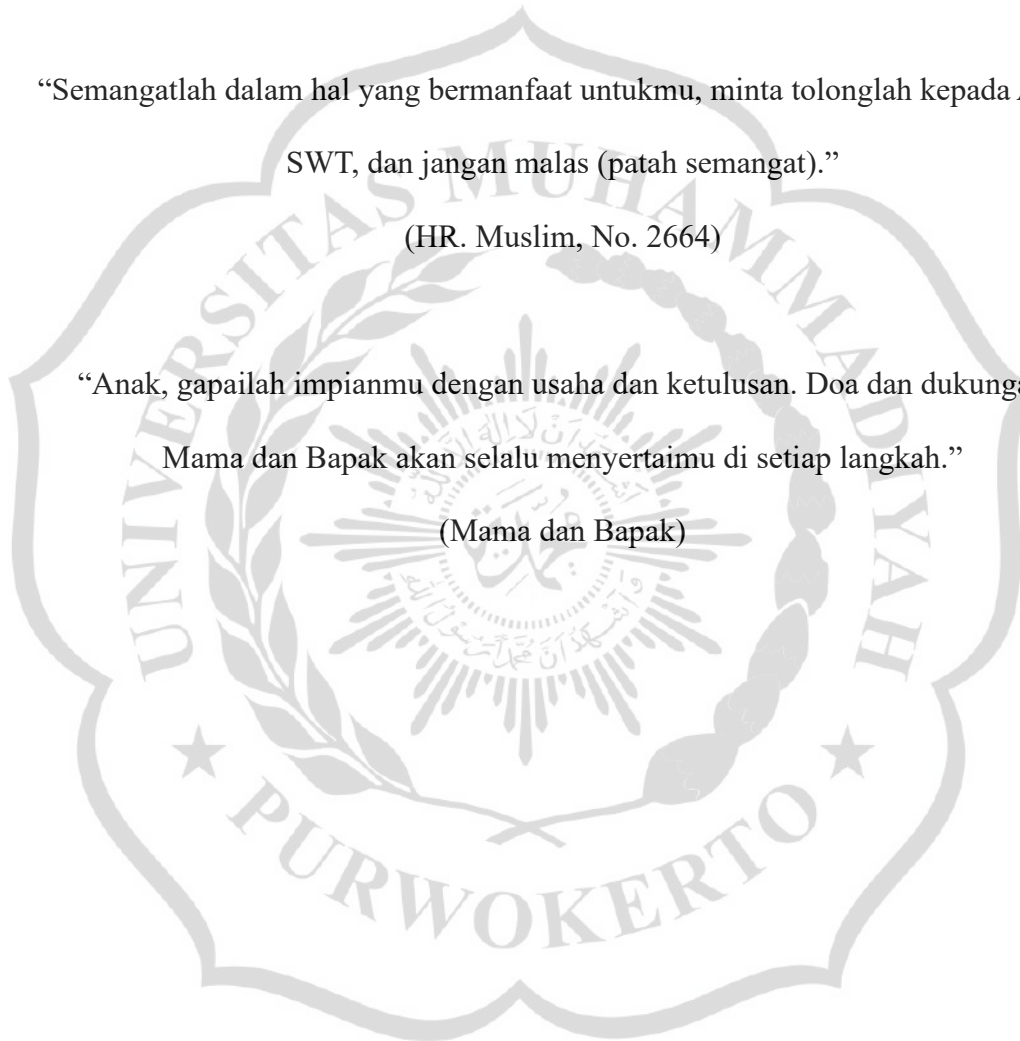 “Semangatlah dalam hal yang bermanfaat untukmu, minta tolonglah kepada
SWT, dan jangan malas (patah semangat).”
(HR. Muslim, No. 2664)
“Anak, gapailah impianmu dengan usaha dan ketulusan. Doa dan
Mama dan Bapak akan selalu menyertaimu di setiap langkah.”
(Mama dan Bapak)
UNIVERSITAS MUHAMMADIYAH
PURWOKERTO